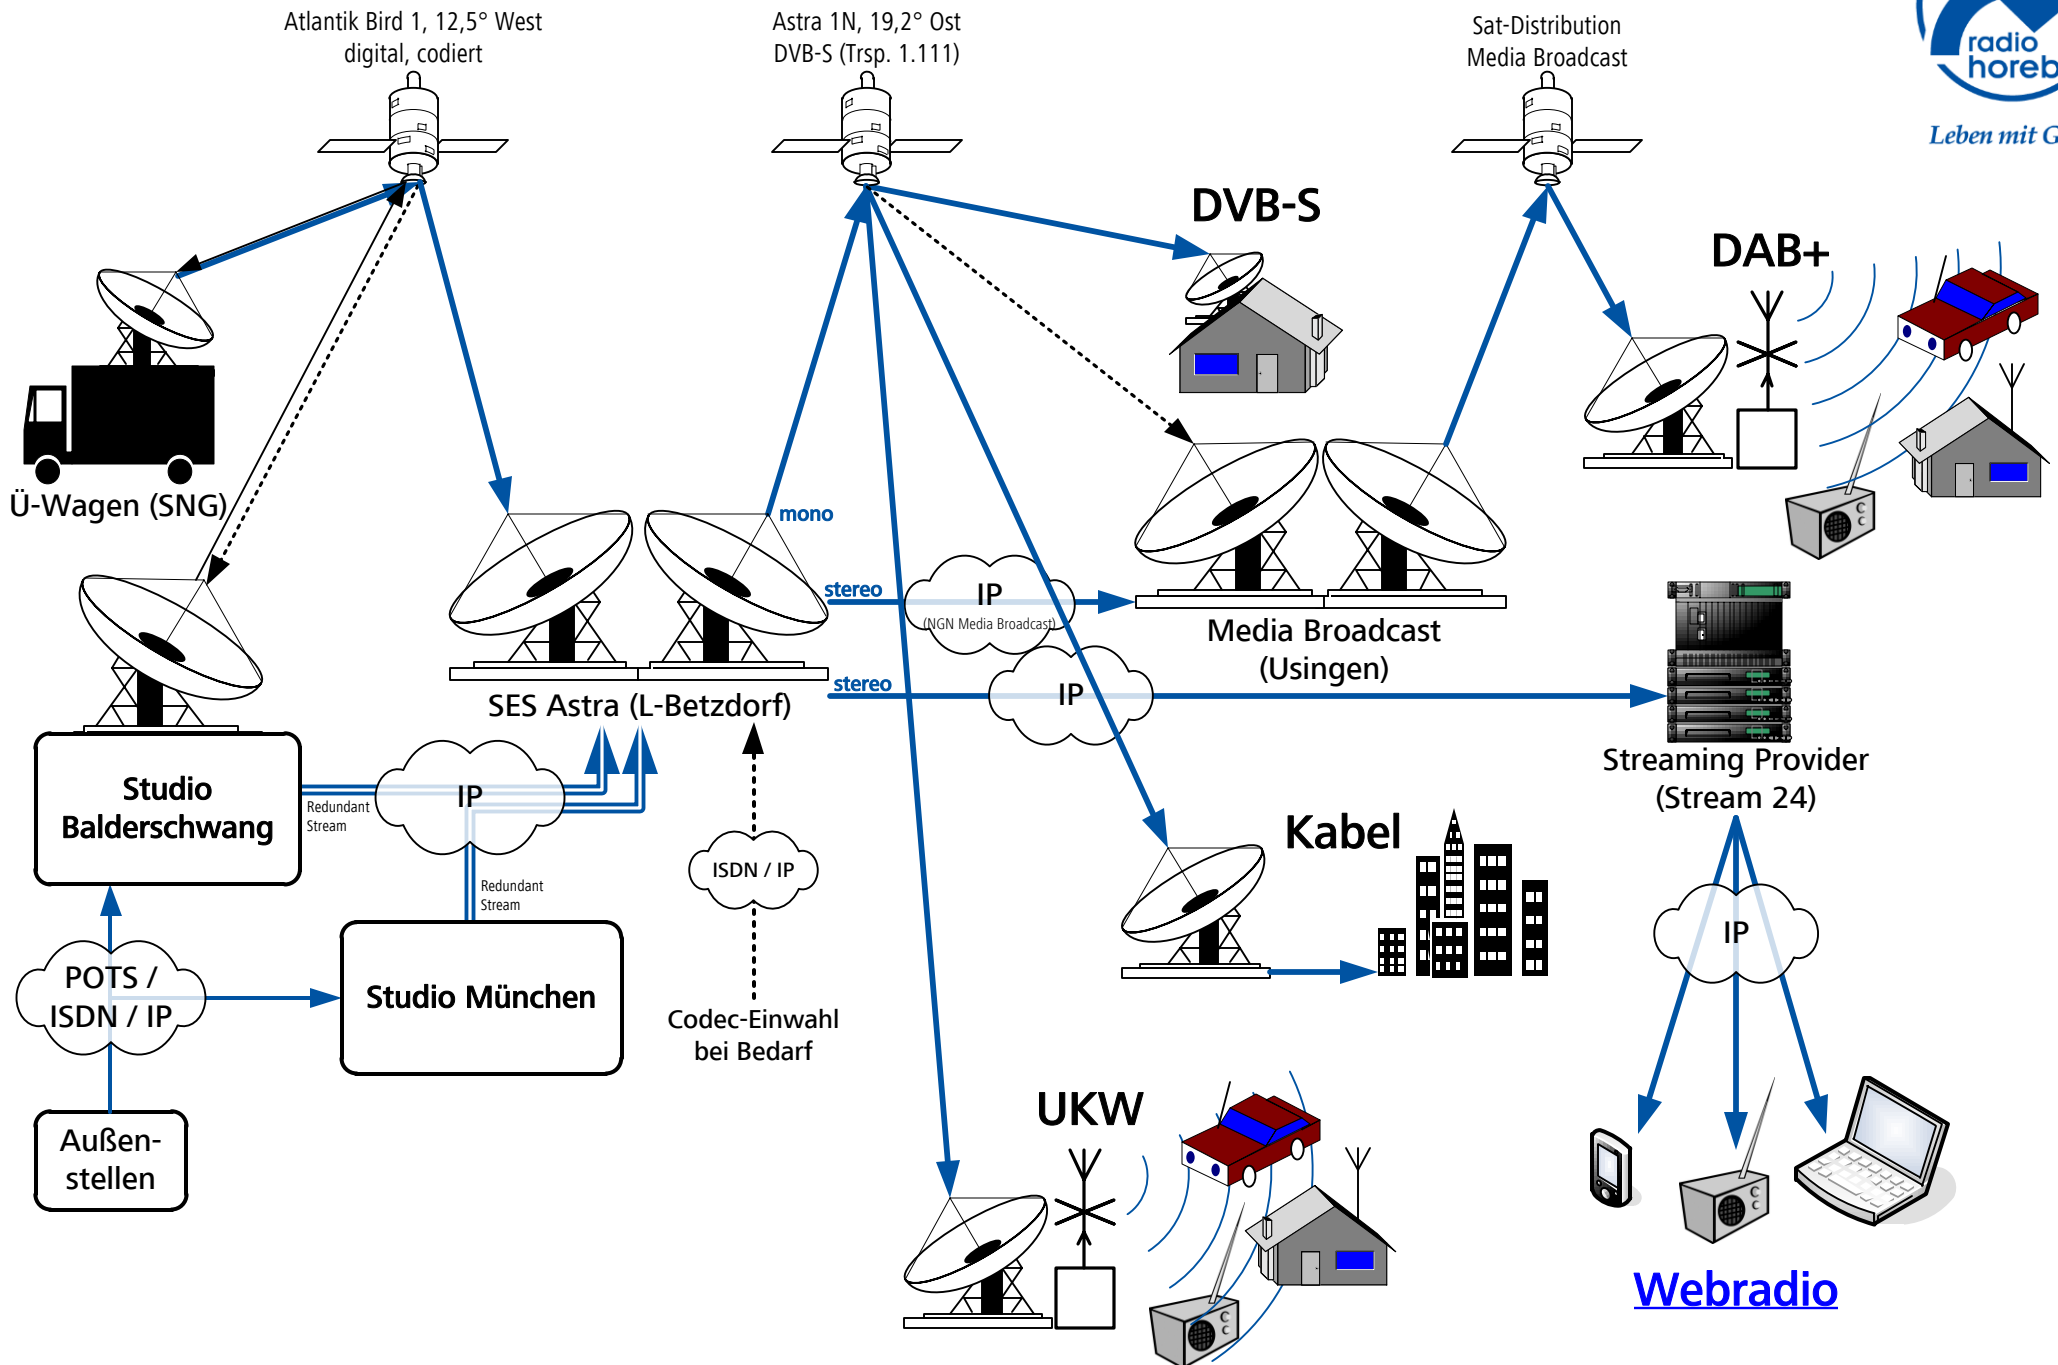 Atlantik Bird 1, 12,5° West
digital, codiert
Astra 1N, 19,2° Ost
DVB-S (Trsp. 1.111)
Sat-Distribution
Media Broadcast
radio
horeb
Leben mit G
DVB-S
DAB+
Ü-Wagen (SNG)
mono
stereo
IP
(NGN Media Broadcast)
Media Broadcast
(Usingen)
stereo
IP
SES Astra (L-Betzdorf)
Streaming Provider
(Stream 24)
Studio
Balderschwang
Redundant
Stream
IP
Kabel
ISDN / IP
Redundant
Stream
IP
POTS /
ISDN / IP
Studio München
Codec-Einwahl
bei Bedarf
UKW
Außen-
stellen
Webradio